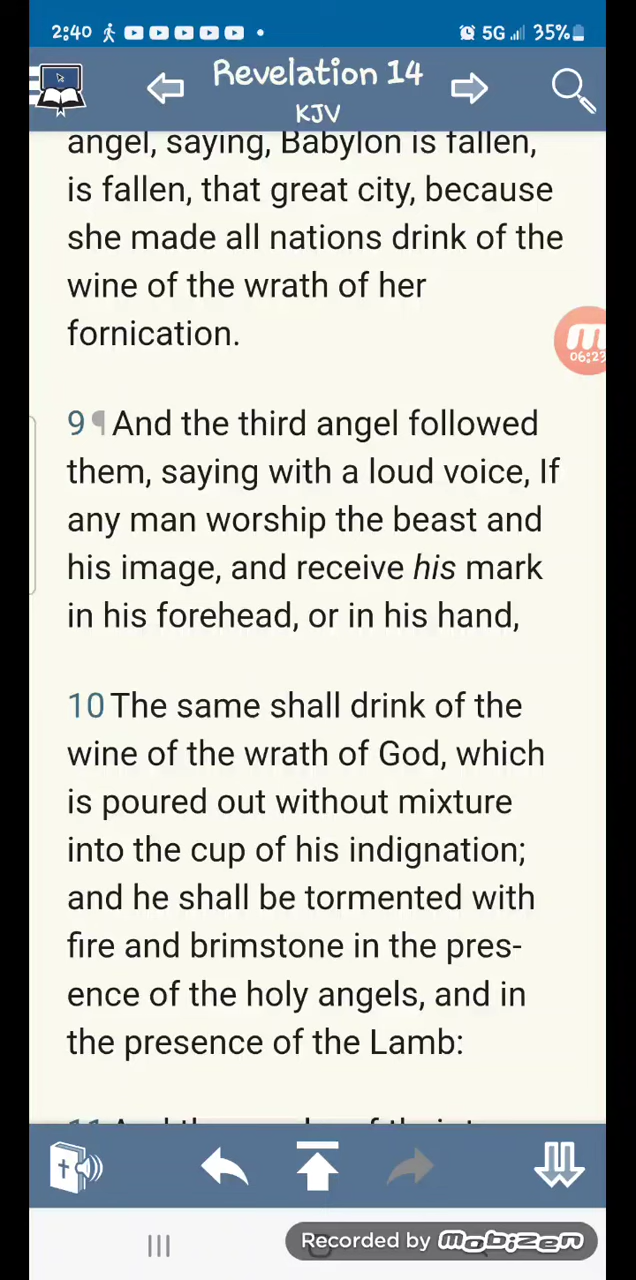 2:40 5G 35%
Revelation 14
KJV
angel, saying, Babylon is fallen,
is fallen, that great city, because
she made all nations drink of the
wine of the wrath of her
fornication.
06:23
9 ¶ And the third angel followed
them, saying with a loud voice, If
any man worship the beast and
his image, and receive his mark
in his forehead, or in his hand,
10 The same shall drink of the
wine of the wrath of God, which
is poured out without mixture
into the cup of his indignation;
and he shall be tormented with
fire and brimstone in the pres-
ence of the holy angels, and in
the presence of the Lamb:
Recorded by mobizen